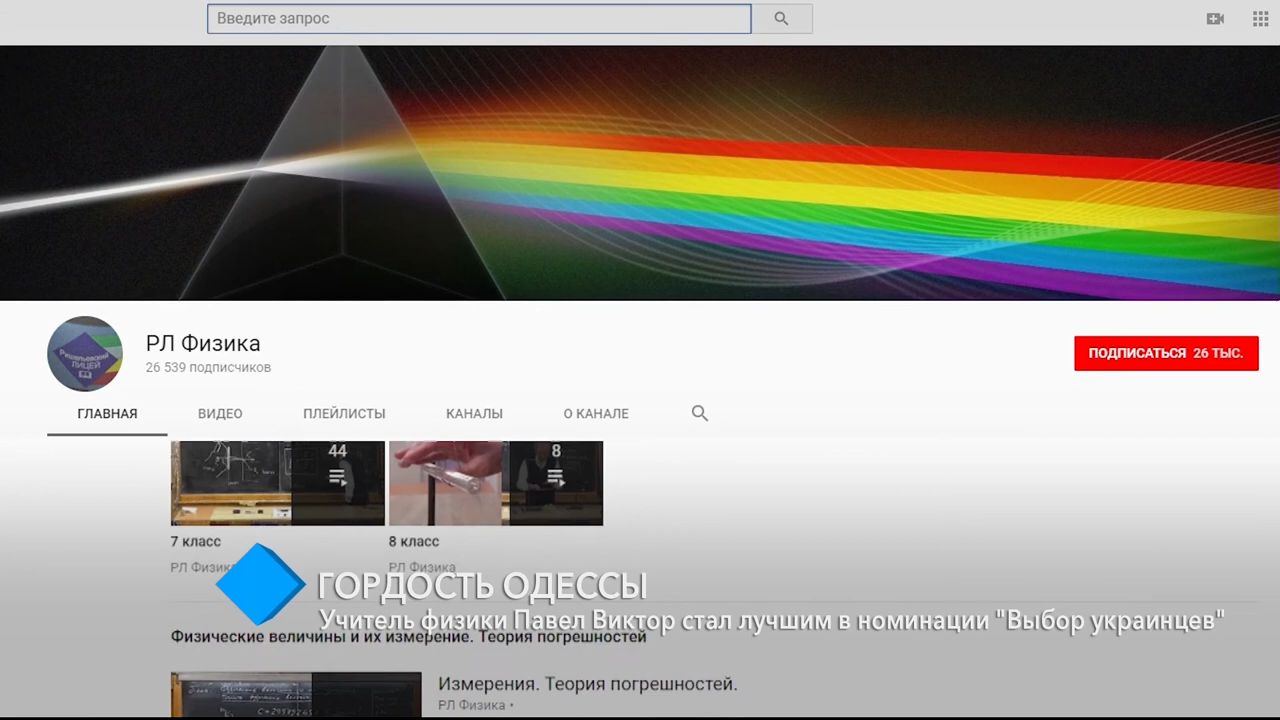 Введите запрос
Ришельевский
ЛИЦЕЙ
РЛ Физика
26 539 подписчиков
ПОДПИСАТЬСЯ 26 ТЫС.
ГЛАВНАЯ ВИДЕО ПЛЕЙЛИСТЫ КАНАЛЫ О КАНАЛЕ
44 8
7 класс 8 класс
РЛ Физика РЛ Физика
ГОРДОСТЬ ОДЕССЫ
Учитель физики Павел Виктор стал лучшим в номинации "Выбор украинцев"
Физические величины и их измерение. Теория погрешностей
Измерения. Теория погрешностей.
РЛ Физика •